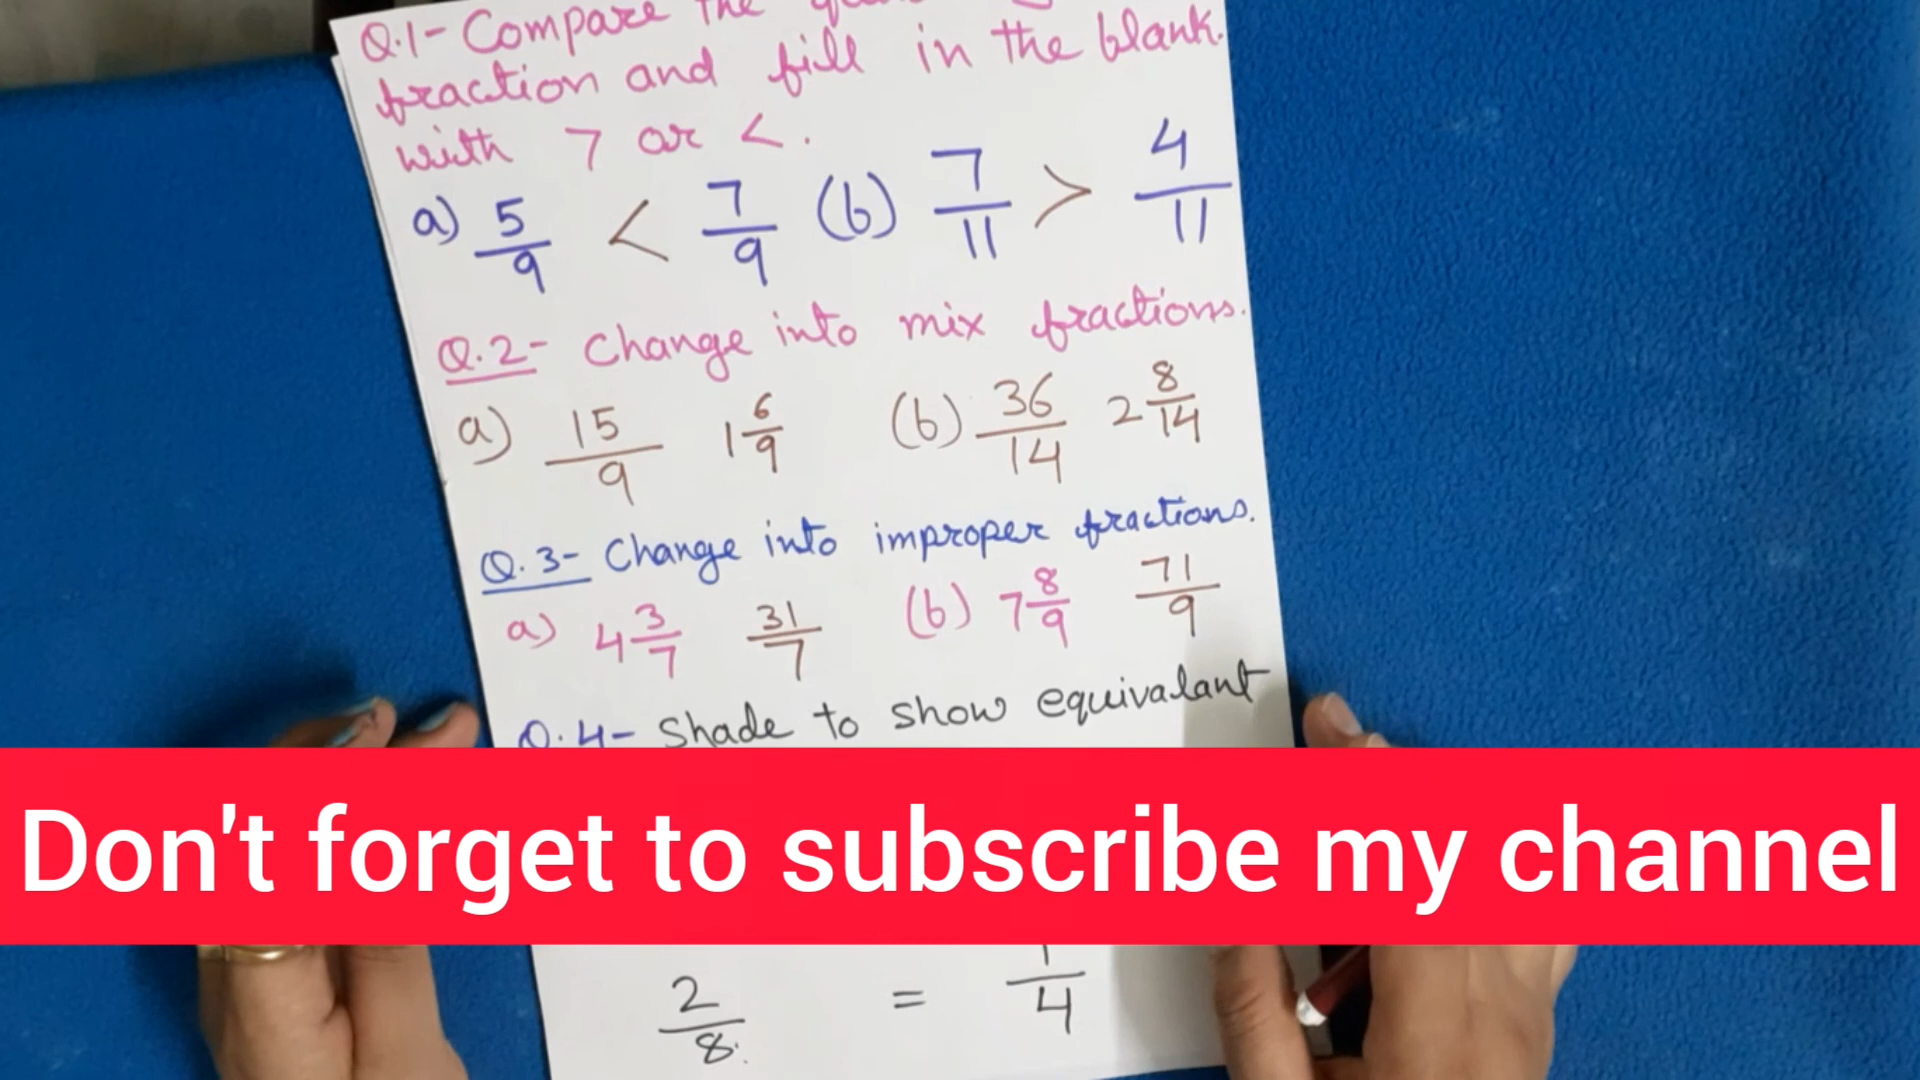 Q.1- Compare the
fraction and fill in the blank.
with > or <.
a) 5/9 < 7/9 (b) 7/11 > 4/11
Q.2- Change into mix fractions.
a) 15/9 1 6/9 (b) 36/14 2 8/14
Q.3- Change into improper fractions.
a) 4 3/7 31/7 (b) 7 8/9 71/9
Q.4- Shade to show equivalant
Don't forget to subscribe my channel
2/8 = 1/4